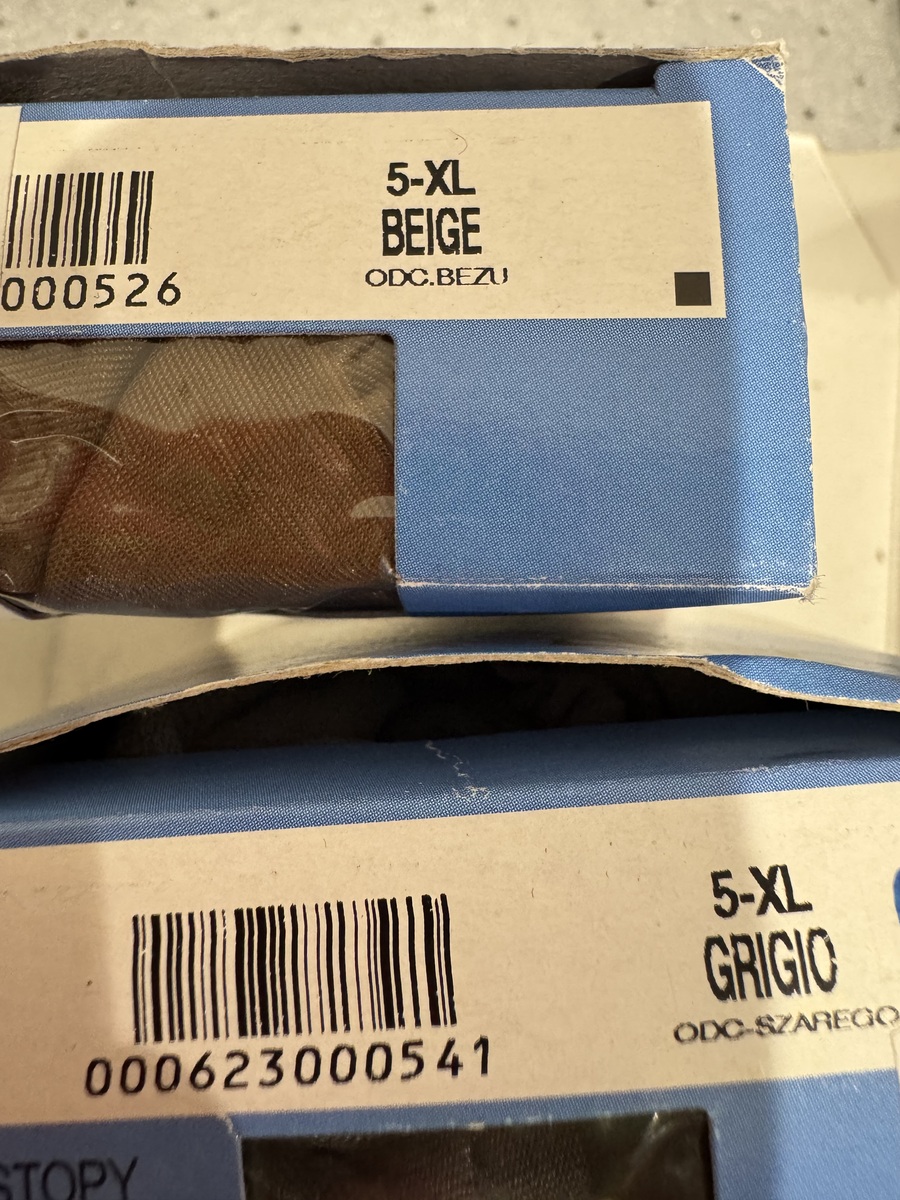 5-XL
BEIGE
ODC.BEZU
000526
5-XL
GRIGIO
ODC-SZAREGO
000623000541
STOPY